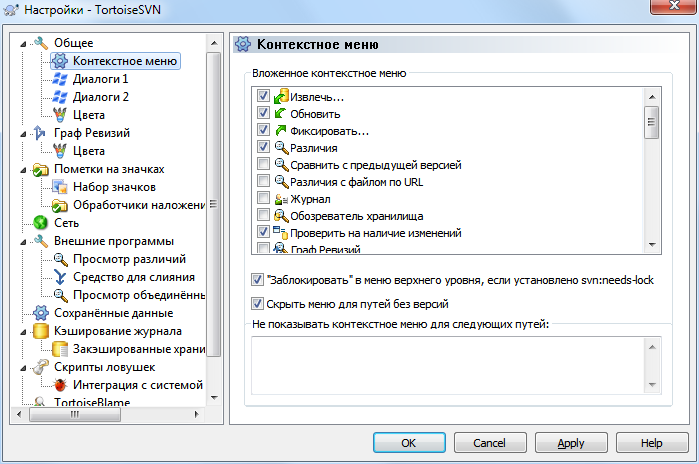 Настройки - TortoiseSVN
Общее
Контекстное меню
Диалоги 1
Диалоги 2
Цвета
Граф Ревизий
Цвета
Пометки на значках
Набор значков
Обработчики наложени
Сеть
Внешние программы
Просмотр различий
Средство для слияния
Просмотр объединённ
Сохранённые данные
Кэширование журнала
Закэшированные храни
Скрипты ловушек
Интеграция с системой
TortoiseBlame
Контекстное меню
Вложенное контекстное меню
Извлечь...
Обновить
Фиксировать...
Различия
Сравнить с предыдущей версией
Различия с файлом по URL
Журнал
Обозреватель хранилища
Проверить на наличие изменений
Граф Ревизий
"Заблокировать" в меню верхнего уровня, если установлено svn:needs-lock
Скрыть меню для путей без версий
Не показывать контекстное меню для следующих путей:
OK
Cancel
Apply
Help